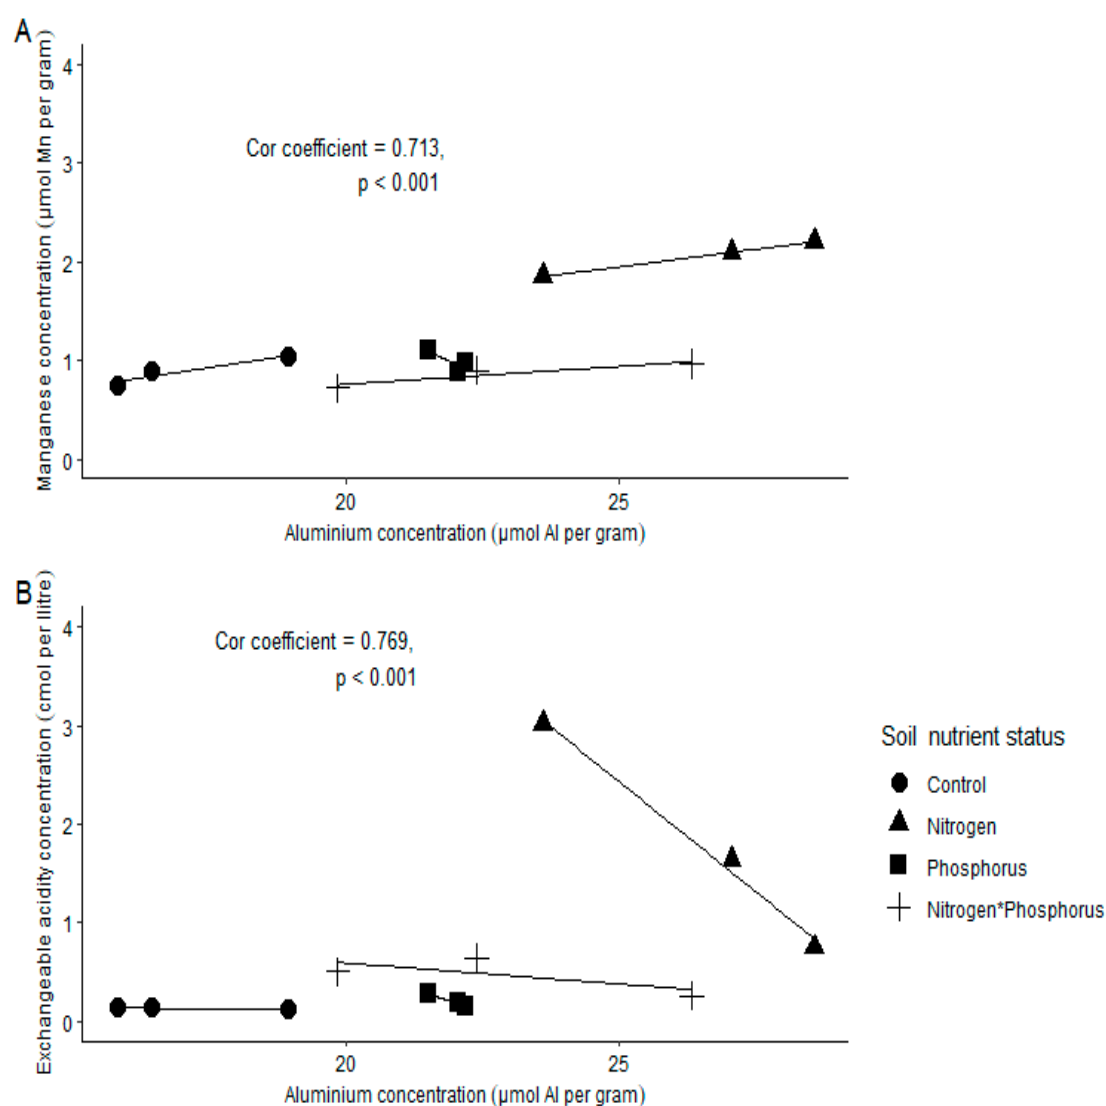 A
Manganese concentration (µmol Mn per gram)
4
3
2
1
0
Cor coefficient = 0.713,
p < 0.001
20
25
Aluminium concentration (µmol Al per gram)
B
Exchangeable acidity concentration (cmol per llitre)
4
3
2
1
0
Cor coefficient = 0.769,
p < 0.001
20
25
Aluminium concentration (µmol Al per gram)
Soil nutrient status
Control
Nitrogen
Phosphorus
Nitrogen*Phosphorus